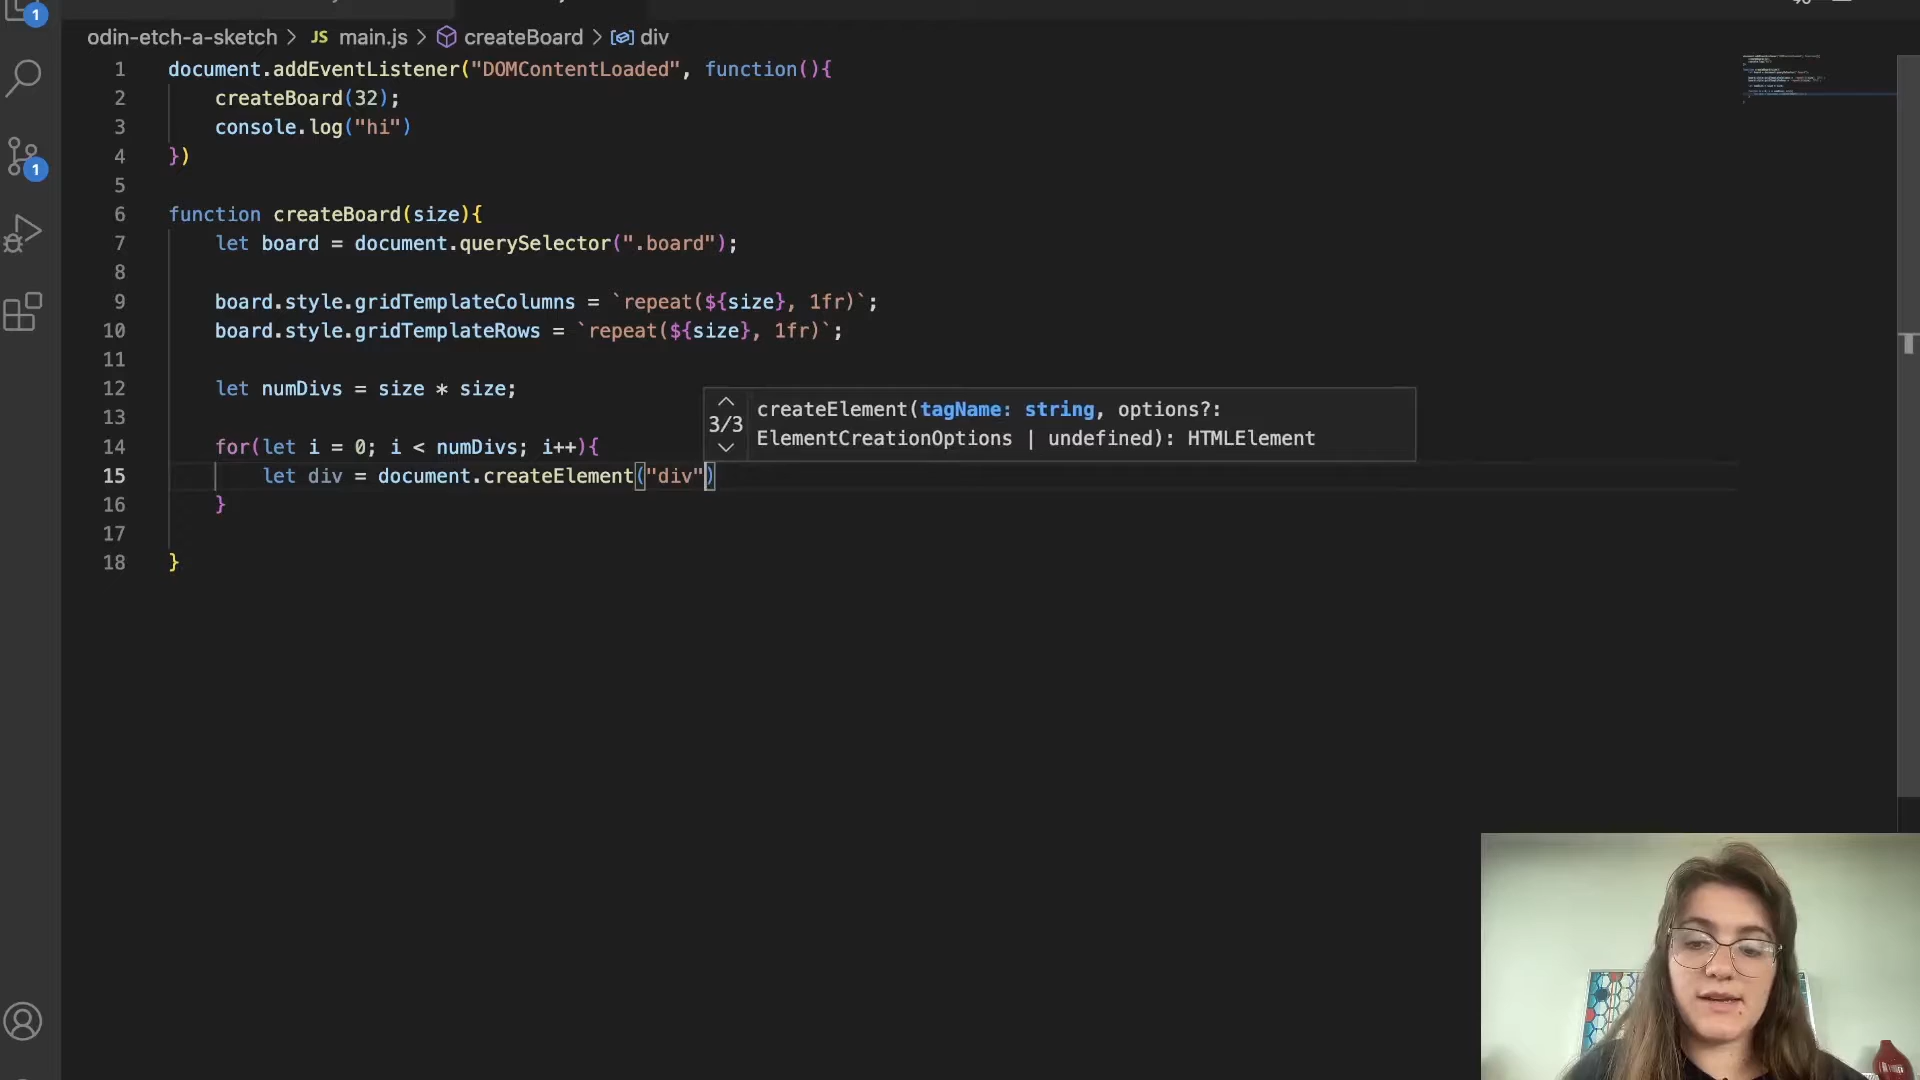 1
odin-etch-a-sketch > JS main.js > createBoard > div
1 document.addEventListener("DOMContentLoaded", function(){
2 createBoard(32);
3 console.log("hi")
4 })
5
6 function createBoard(size){
7 let board = document.querySelector(".board");
8
9 board.style.gridTemplateColumns = `repeat(${size}, 1fr)`;
10 board.style.gridTemplateRows = `repeat(${size}, 1fr)`;
11
12 let numDivs = size * size;
13
14 for(let i = 0; i < numDivs; i++){
15 let div = document.createElement("div")
16 }
17
18 }
1
3/3
createElement(tagName: string, options?:
ElementCreationOptions | undefined): HTMLElement